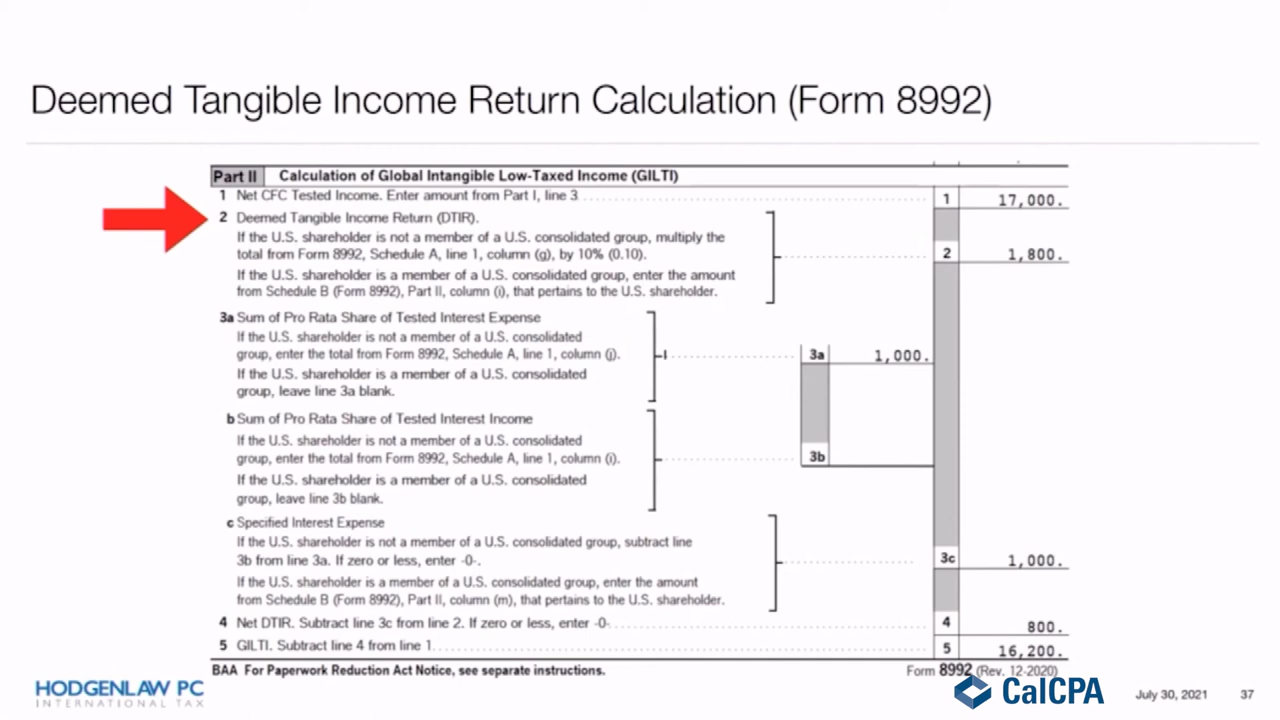 Deemed Tangible Income Return Calculation (Form 8992)
Part II Calculation of Global Intangible Low-Taxed Income (GILTI)
1 Net CFC Tested Income. Enter amount from Part I, line 3 1 17,000.
2 Deemed Tangible Income Return (DTIR).
If the U.S. shareholder is not a member of a U.S. consolidated group, multiply the
total from Form 8992, Schedule A, line 1, column (g), by 10% (0.10). 2 1,800.
If the U.S. shareholder is a member of a U.S. consolidated group, enter the amount
from Schedule B (Form 8992), Part II, column (i), that pertains to the U.S. shareholder.
3a Sum of Pro Rata Share of Tested Interest Expense
If the U.S. shareholder is not a member of a U.S. consolidated
group, enter the total from Form 8992, Schedule A, line 1, column (j). 3a 1,000.
If the U.S. shareholder is a member of a U.S. consolidated
group, leave line 3a blank.
b Sum of Pro Rata Share of Tested Interest Income
If the U.S. shareholder is not a member of a U.S. consolidated
group, enter the total from Form 8992, Schedule A, line 1, column (i). 3b
If the U.S. shareholder is a member of a U.S. consolidated
group, leave line 3b blank.
c Specified Interest Expense
If the U.S. shareholder is not a member of a U.S. consolidated group, subtract line
3b from line 3a. If zero or less, enter -0-. 3c 1,000.
If the U.S. shareholder is a member of a U.S. consolidated group, enter the amount
from Schedule B (Form 8992), Part II, column (m), that pertains to the U.S. shareholder.
4 Net DTIR. Subtract line 3c from line 2. If zero or less, enter -0- 4 800.
5 GILTI. Subtract line 4 from line 1 5 16,200.
BAA For Paperwork Reduction Act Notice, see separate instructions. Form 8992 (Rev. 12-2020)
HODGENLAW PC
INTERNATIONAL TAX
CalCPA
July 30, 2021 37